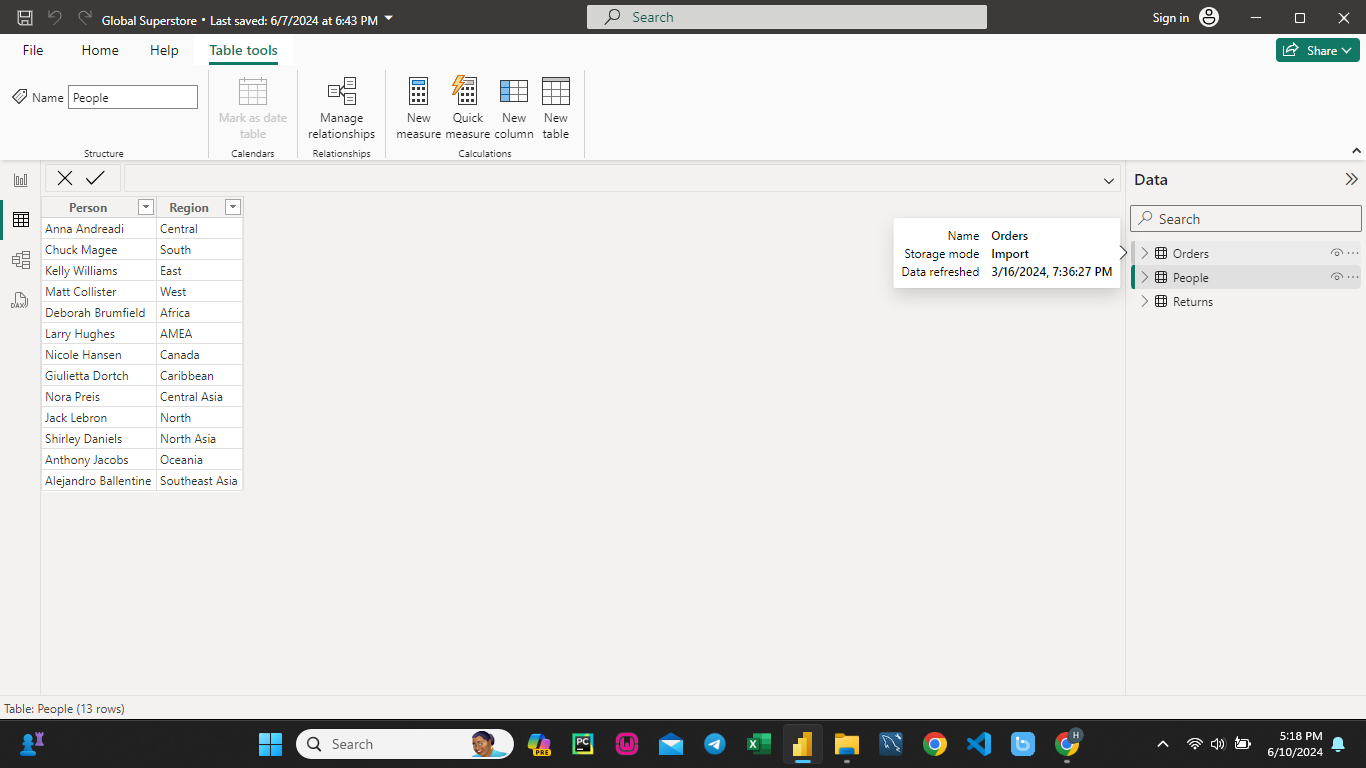 Global Superstore • Last saved: 6/7/2024 at 6:43 PM
Search
Sign in
File Home Help Table tools
Share
Name People
Mark as date table
Manage relationships
New measure
Quick measure
New column
New table
Structure
Calendars
Relationships
Calculations
Person Region
Anna Andreadi Central
Chuck Magee South
Kelly Williams East
Matt Collister West
Deborah Brumfield Africa
Larry Hughes AMEA
Nicole Hansen Canada
Giulietta Dortch Caribbean
Nora Preis Central Asia
Jack Lebron North
Shirley Daniels North Asia
Anthony Jacobs Oceania
Alejandro Ballentine Southeast Asia
Name Orders
Storage mode Import
Data refreshed 3/16/2024, 7:36:27 PM
Data
Search
Orders
People
Returns
DAX
Table: People (13 rows)
Search
PRE
PC
H
5:18 PM
6/10/2024